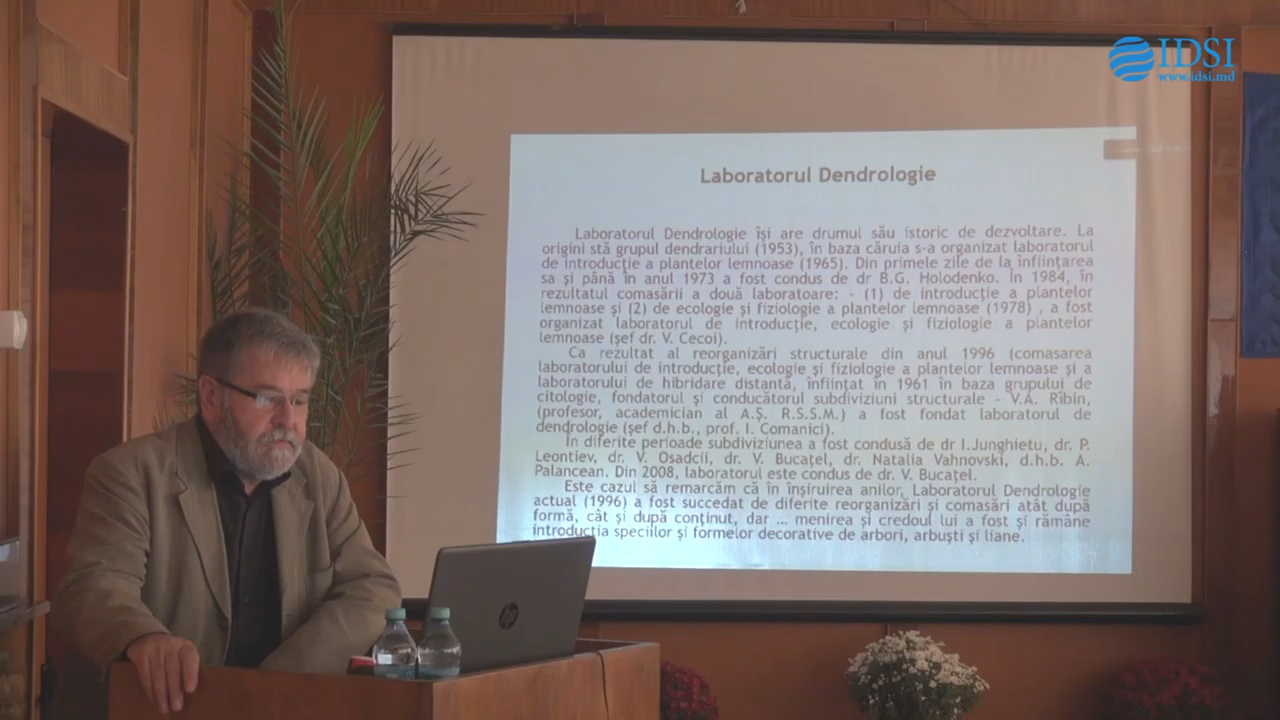 IDSI
www.idsi.md
Laboratorul Dendrologie
Laboratorul Dendrologie își are drumul său istoric de dezvoltare. La
origini stă grupul dendrariului (1953), în baza căruia s-a organizat laboratorul
de introducție a plantelor lemnoase (1965). Din primele zile de la înființarea
sa și până în anul 1973 a fost condus de dr B.G. Holodenko. În 1984, în
rezultatul comasării a două laboratoare: - (1) de introducție a plantelor
lemnoase și (2) de ecologie și fiziologie a plantelor lemnoase (1978) , a fost
organizat laboratorul de introducție, ecologie și fiziologie a plantelor
lemnoase (șef dr. V. Cecoi).
Ca rezultat al reorganizări structurale din anul 1996 (comasarea
laboratorului de introducție, ecologie și fiziologie a plantelor lemnoase și a
laboratorului de hibridare distantă, înființat în 1961 în baza grupului de
citologie, fondatorul și conducătorul subdiviziuni structurale - V.A. Rîbin,
(profesor, academician al A.Ș. R.S.S.M.) a fost fondat laboratorul de
dendrologie (șef d.h.b., prof. I. Comanici).
În diferite perioade subdiviziunea a fost condusă de dr I.Junghietu, dr. P.
Leontiev, dr. V. Osadcii, dr. V. Bucațel, dr. Natalia Vahnovski, d.h.b. A.
Palancean. Din 2008, laboratorul este condus de dr. V. Bucațel.
Este cazul să remarcăm că în înșiruirea anilor, Laboratorul Dendrologie
actual (1996) a fost succedat de diferite reorganizări și comasări atât după
formă, cât și după conținut, dar ... menirea și credoul lui a fost și rămâne
introducția speciilor și formelor decorative de arbori, arbuști și liane.
hp